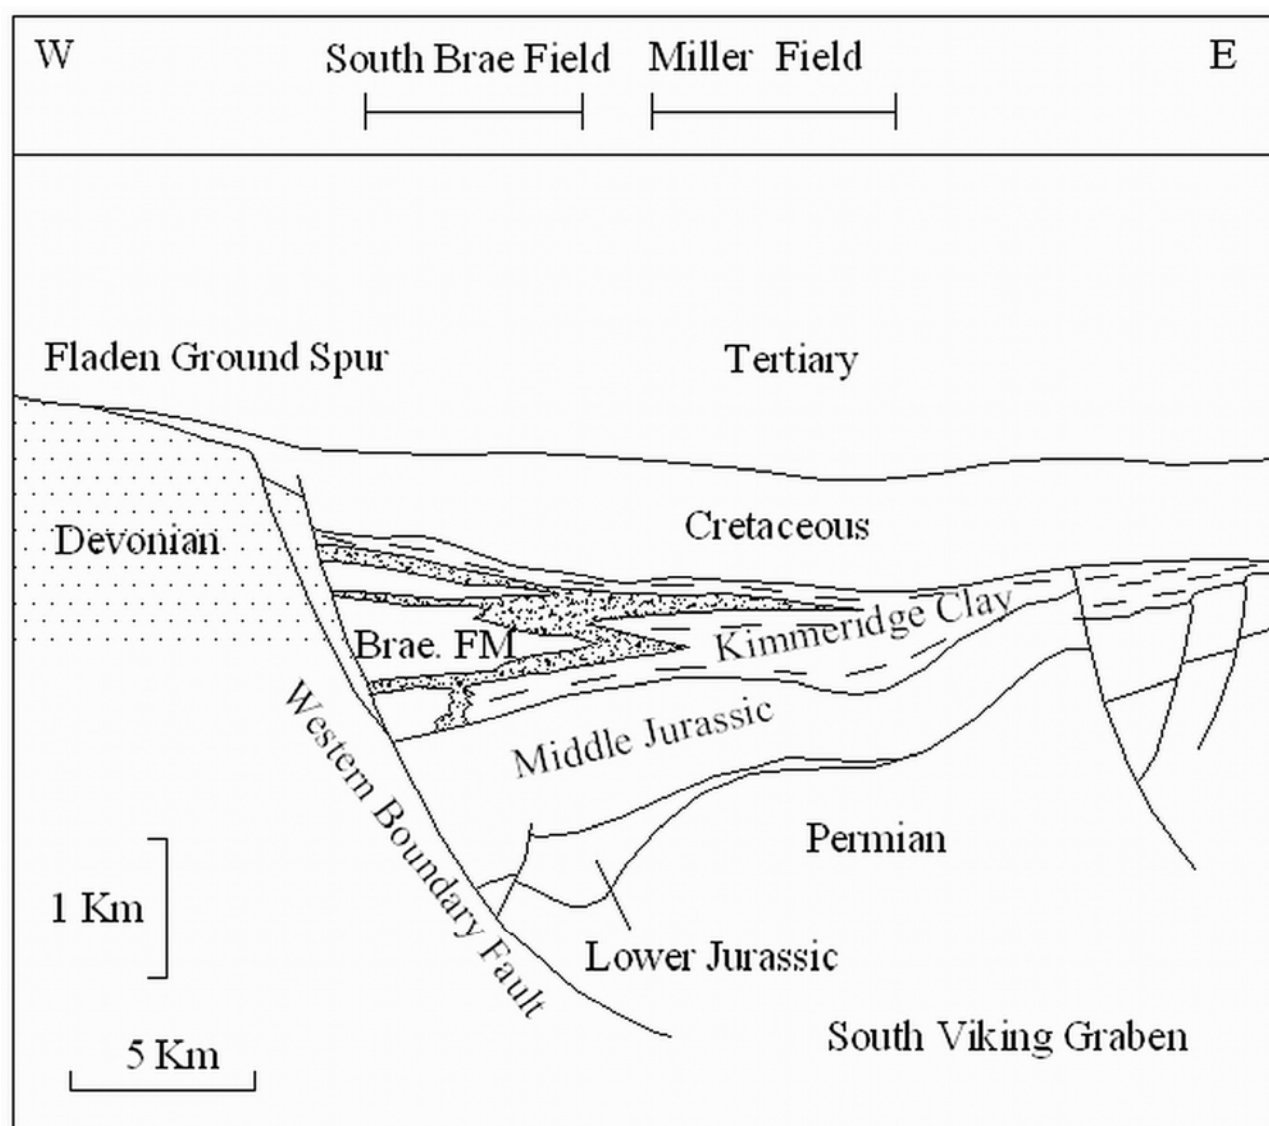 W
South Brae Field
Miller Field
E
Fladen Ground Spur
Tertiary
Devonian
Cretaceous
Kimmeridge Clay
Brae. FM
Middle Jurassic
Western Boundary Fault
Permian
1 Km
Lower Jurassic
South Viking Graben
5 Km